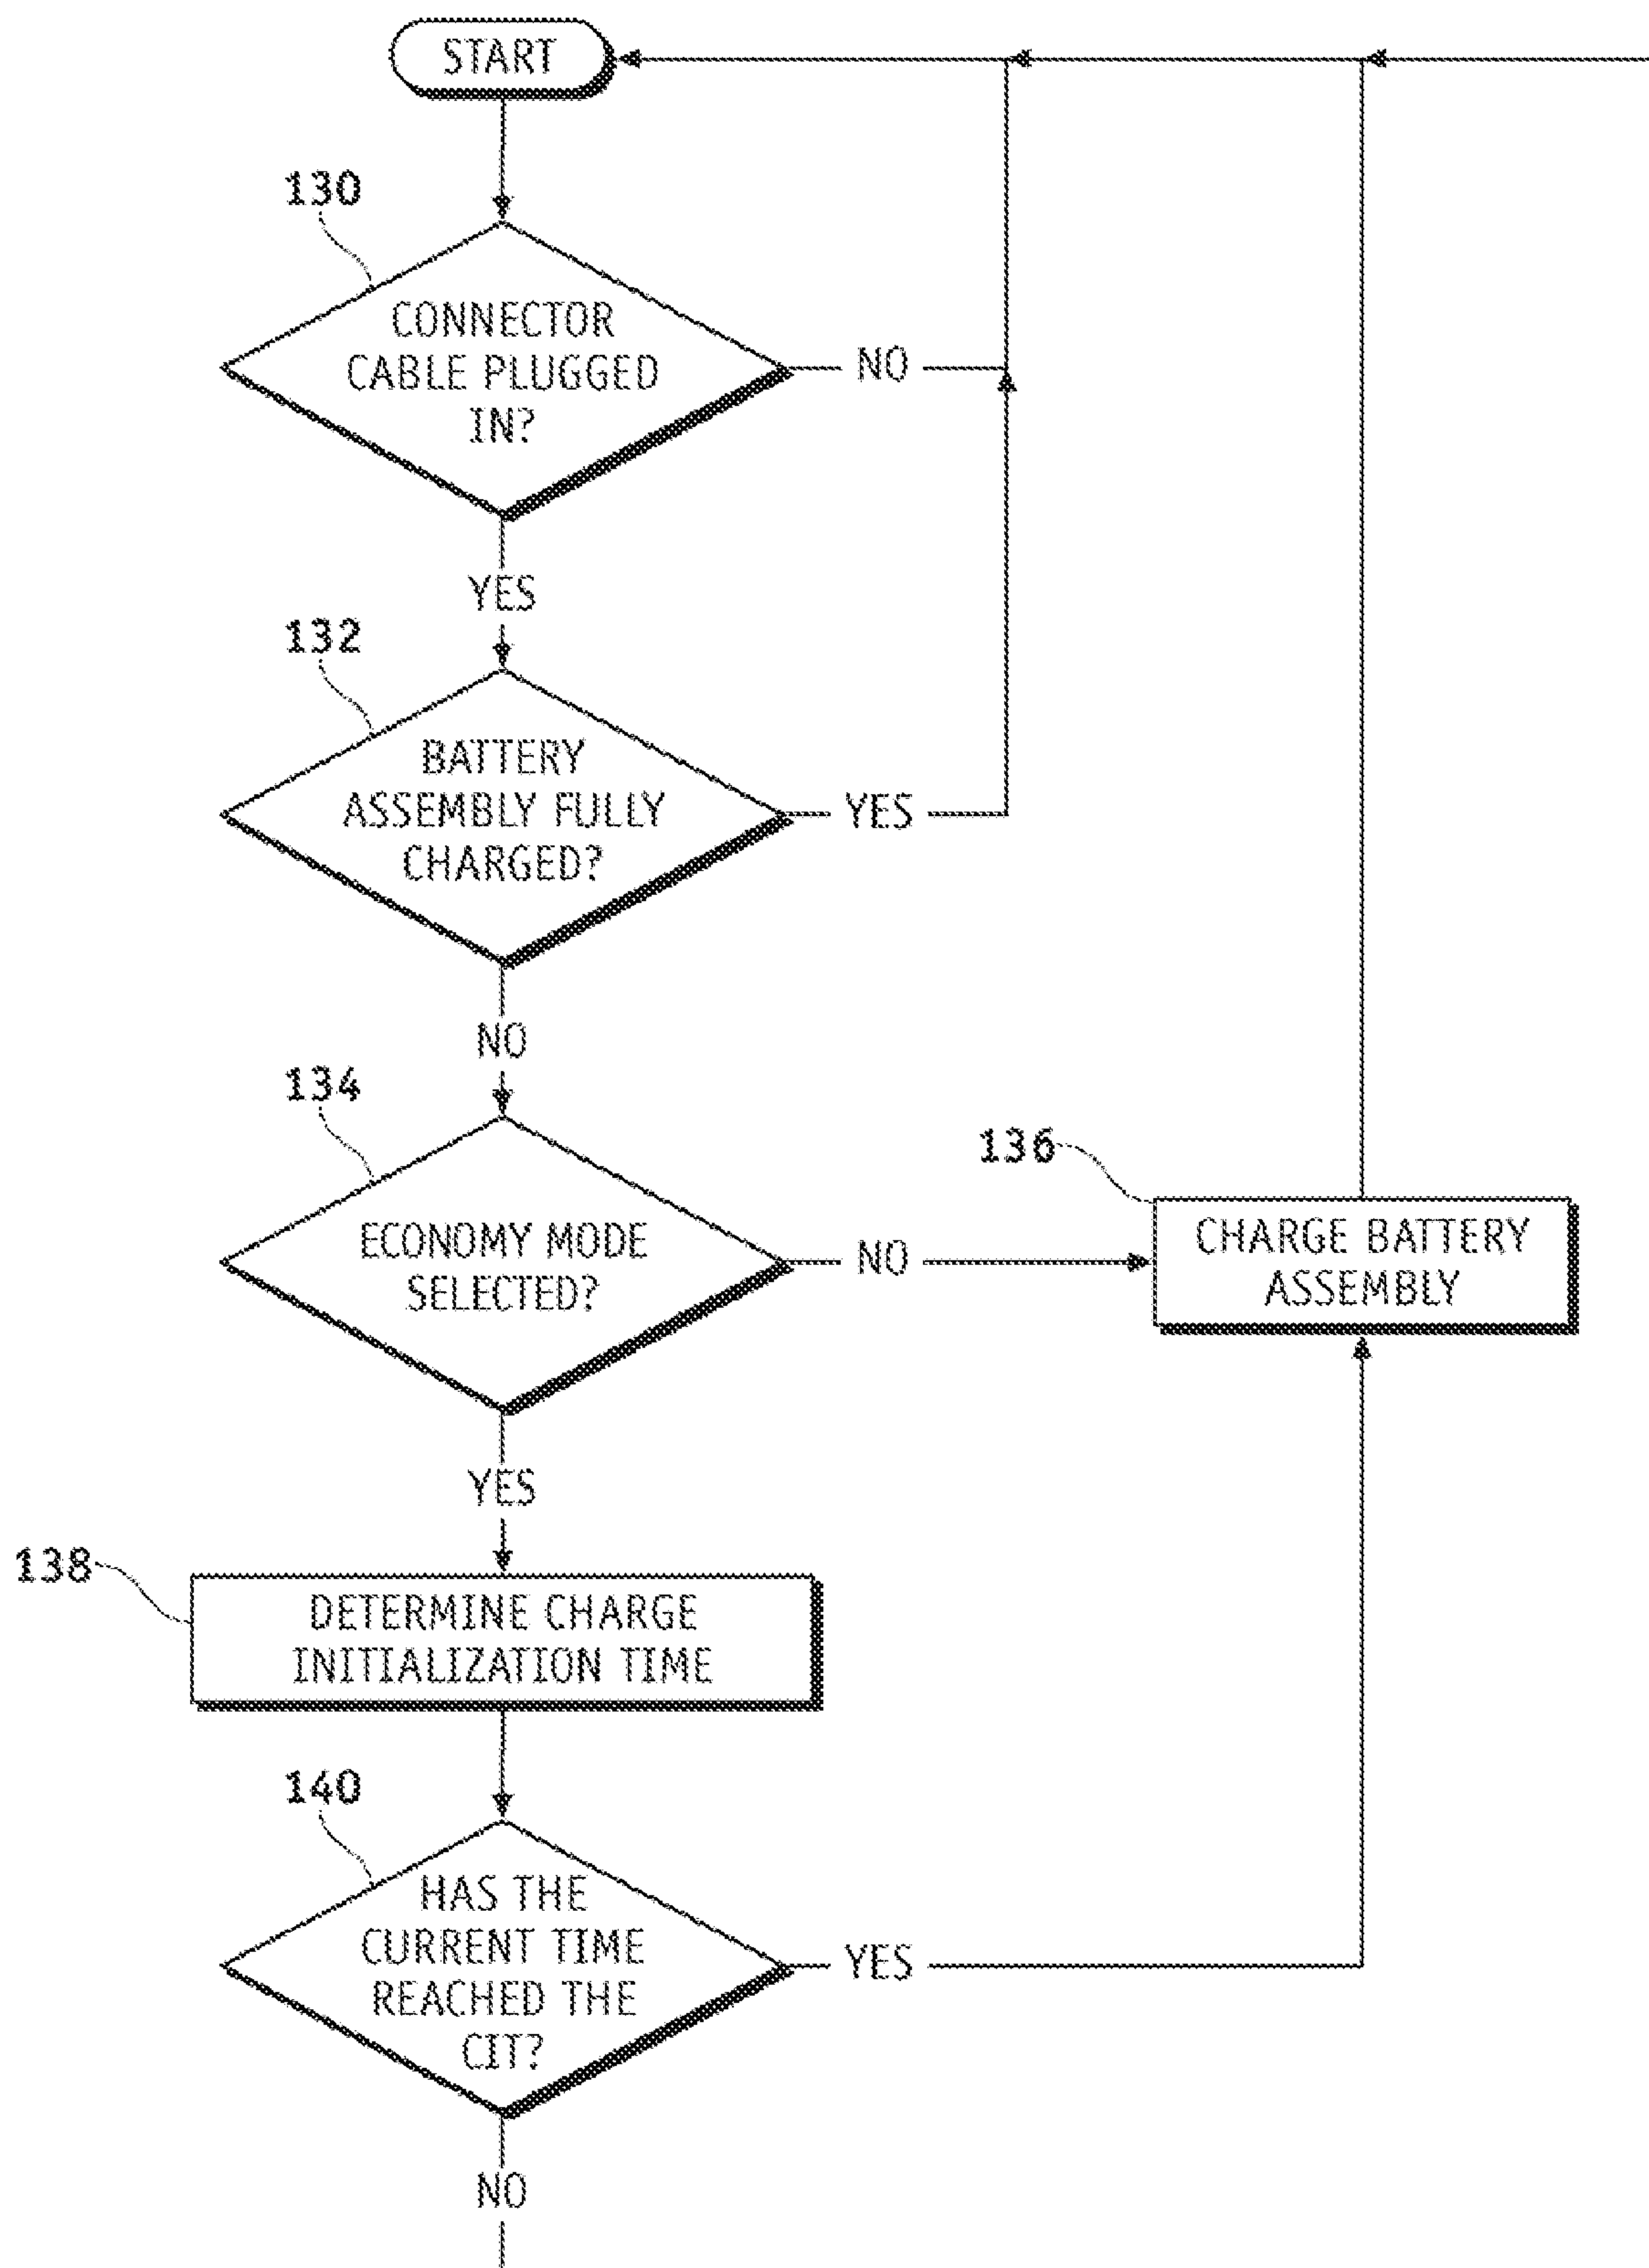 START
130
CONNECTOR
CABLE PLUGGED
IN?
NO
YES
132
BATTERY
ASSEMBLY FULLY
CHARGED?
YES
NO
134
ECONOMY MODE
SELECTED?
NO
136
CHARGE BATTERY
ASSEMBLY
YES
138
DETERMINE CHARGE
INITIALIZATION TIME
140
HAS THE
CURRENT TIME
REACHED THE
CIT?
YES
NO